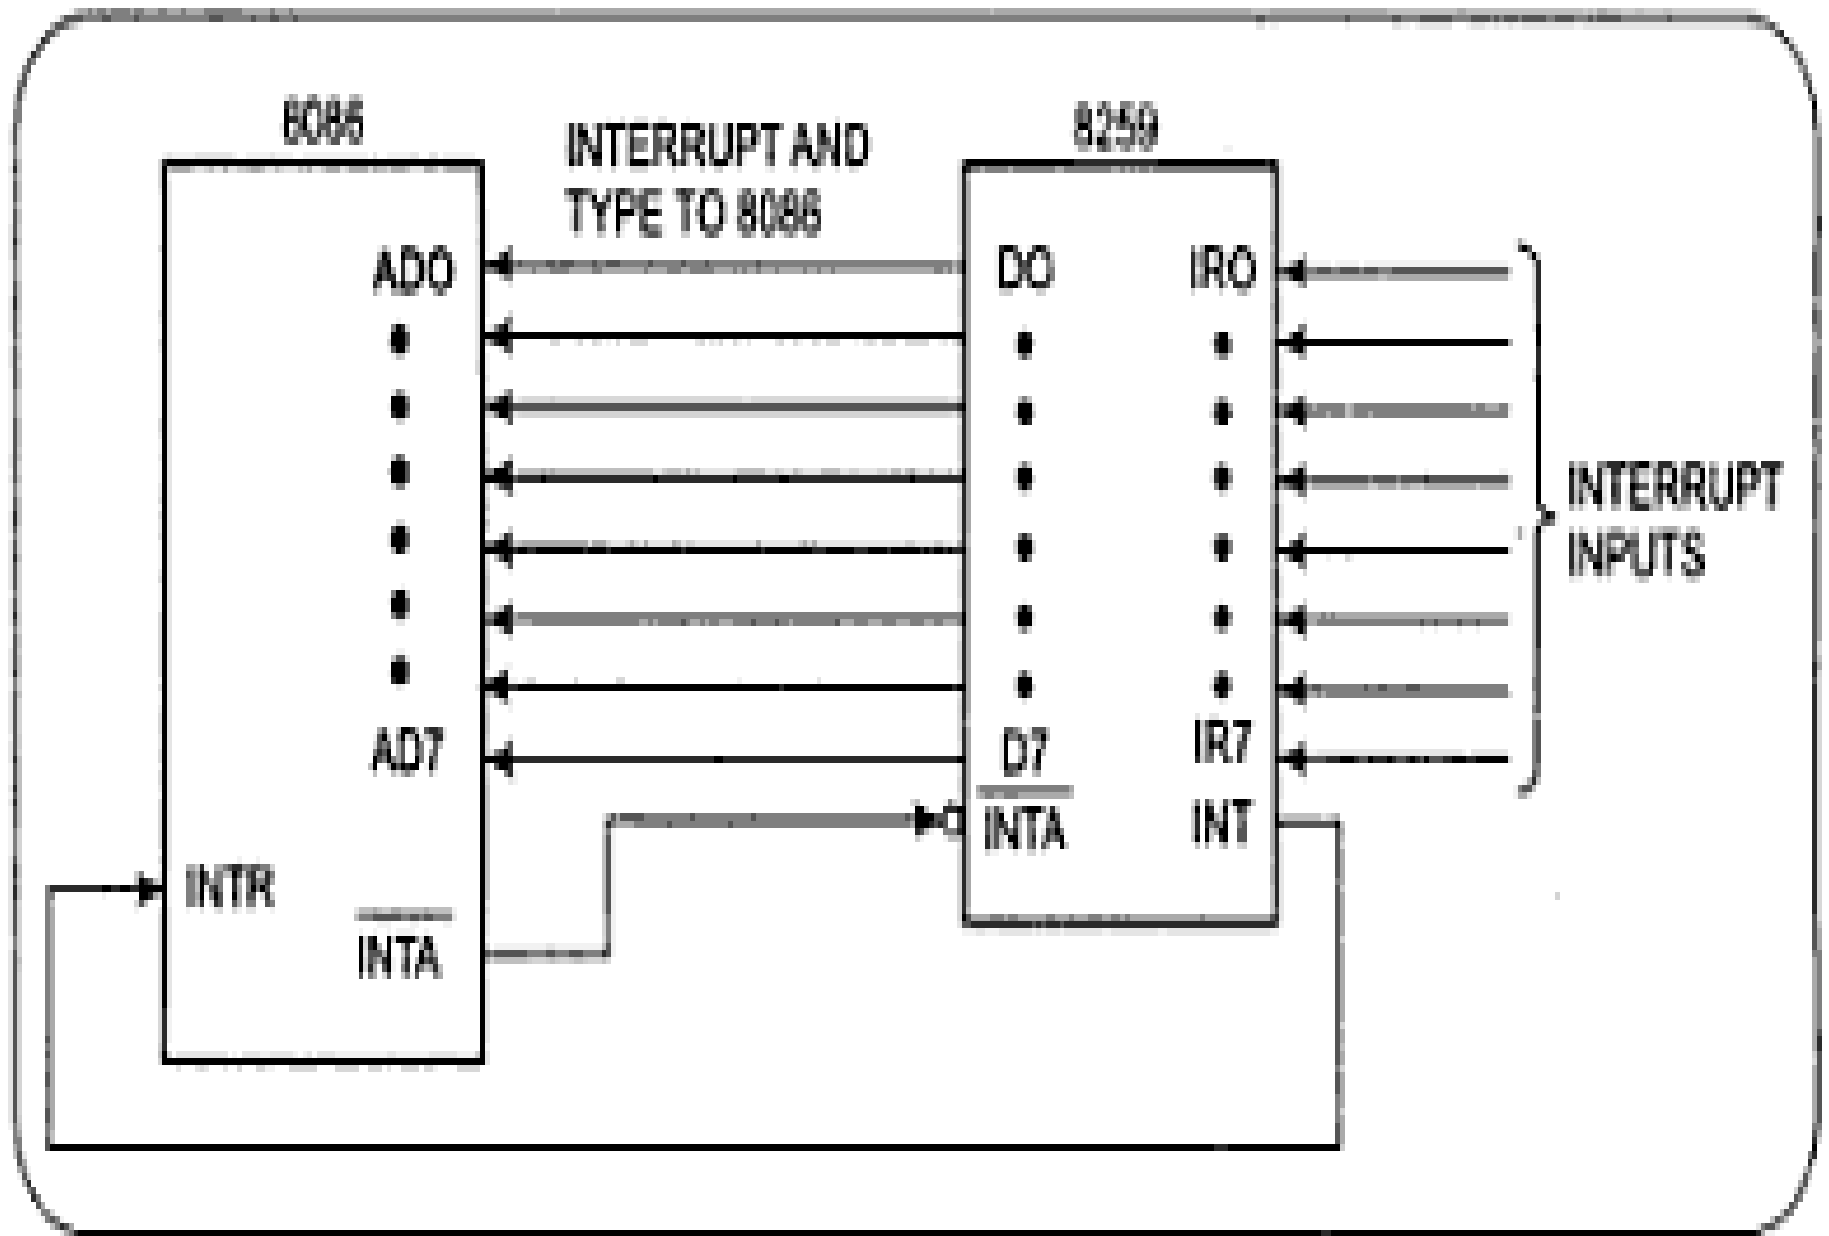 8086
INTERRUPT AND
TYPE TO 8086
8259
AD0
D0
IR0
INTERRUPT
INPUTS
AD7
D7
IR7
INTA
INT
INTR
INTA